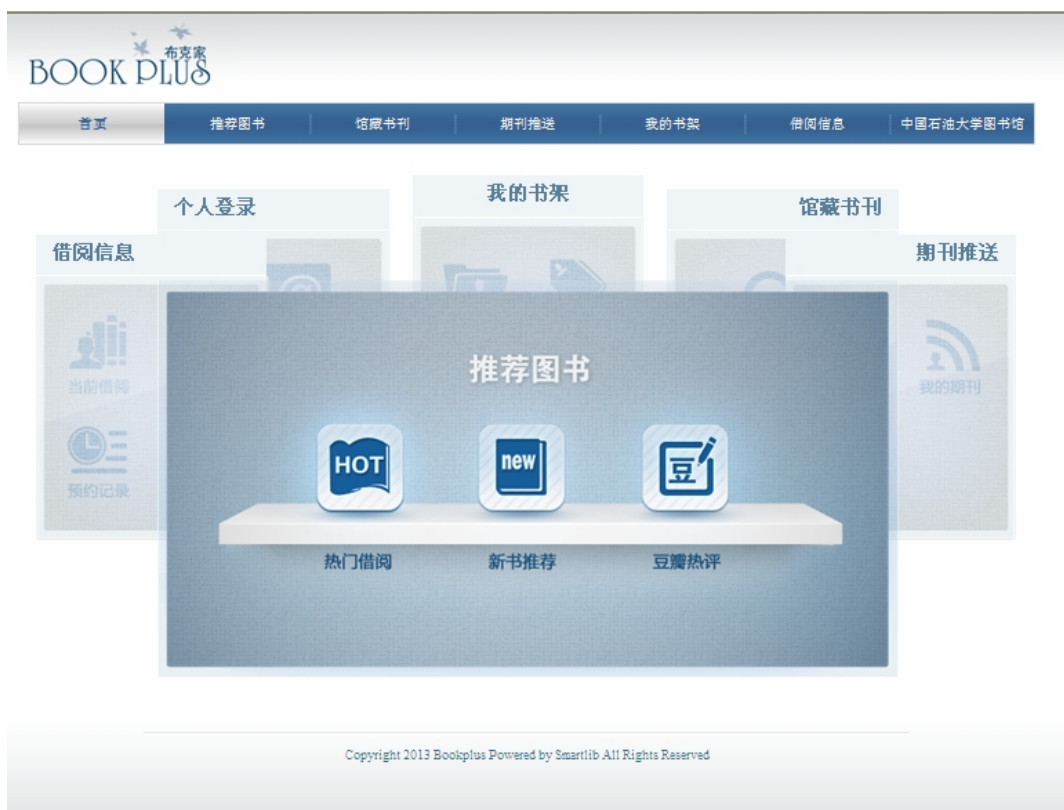 布克家
BOOK PLUS
首页 推荐图书 馆藏书刊 期刊推送 我的书架 借阅信息 中国石油大学图书馆
我的书架
个人登录 馆藏书刊
借阅信息 期刊推送
当前借阅 我的期刊
预约记录
推荐图书
HOT new 豆
热门借阅 新书推荐 豆瓣热评
Copyright 2013 Bookplus Powered by Smartlib All Rights Reserved